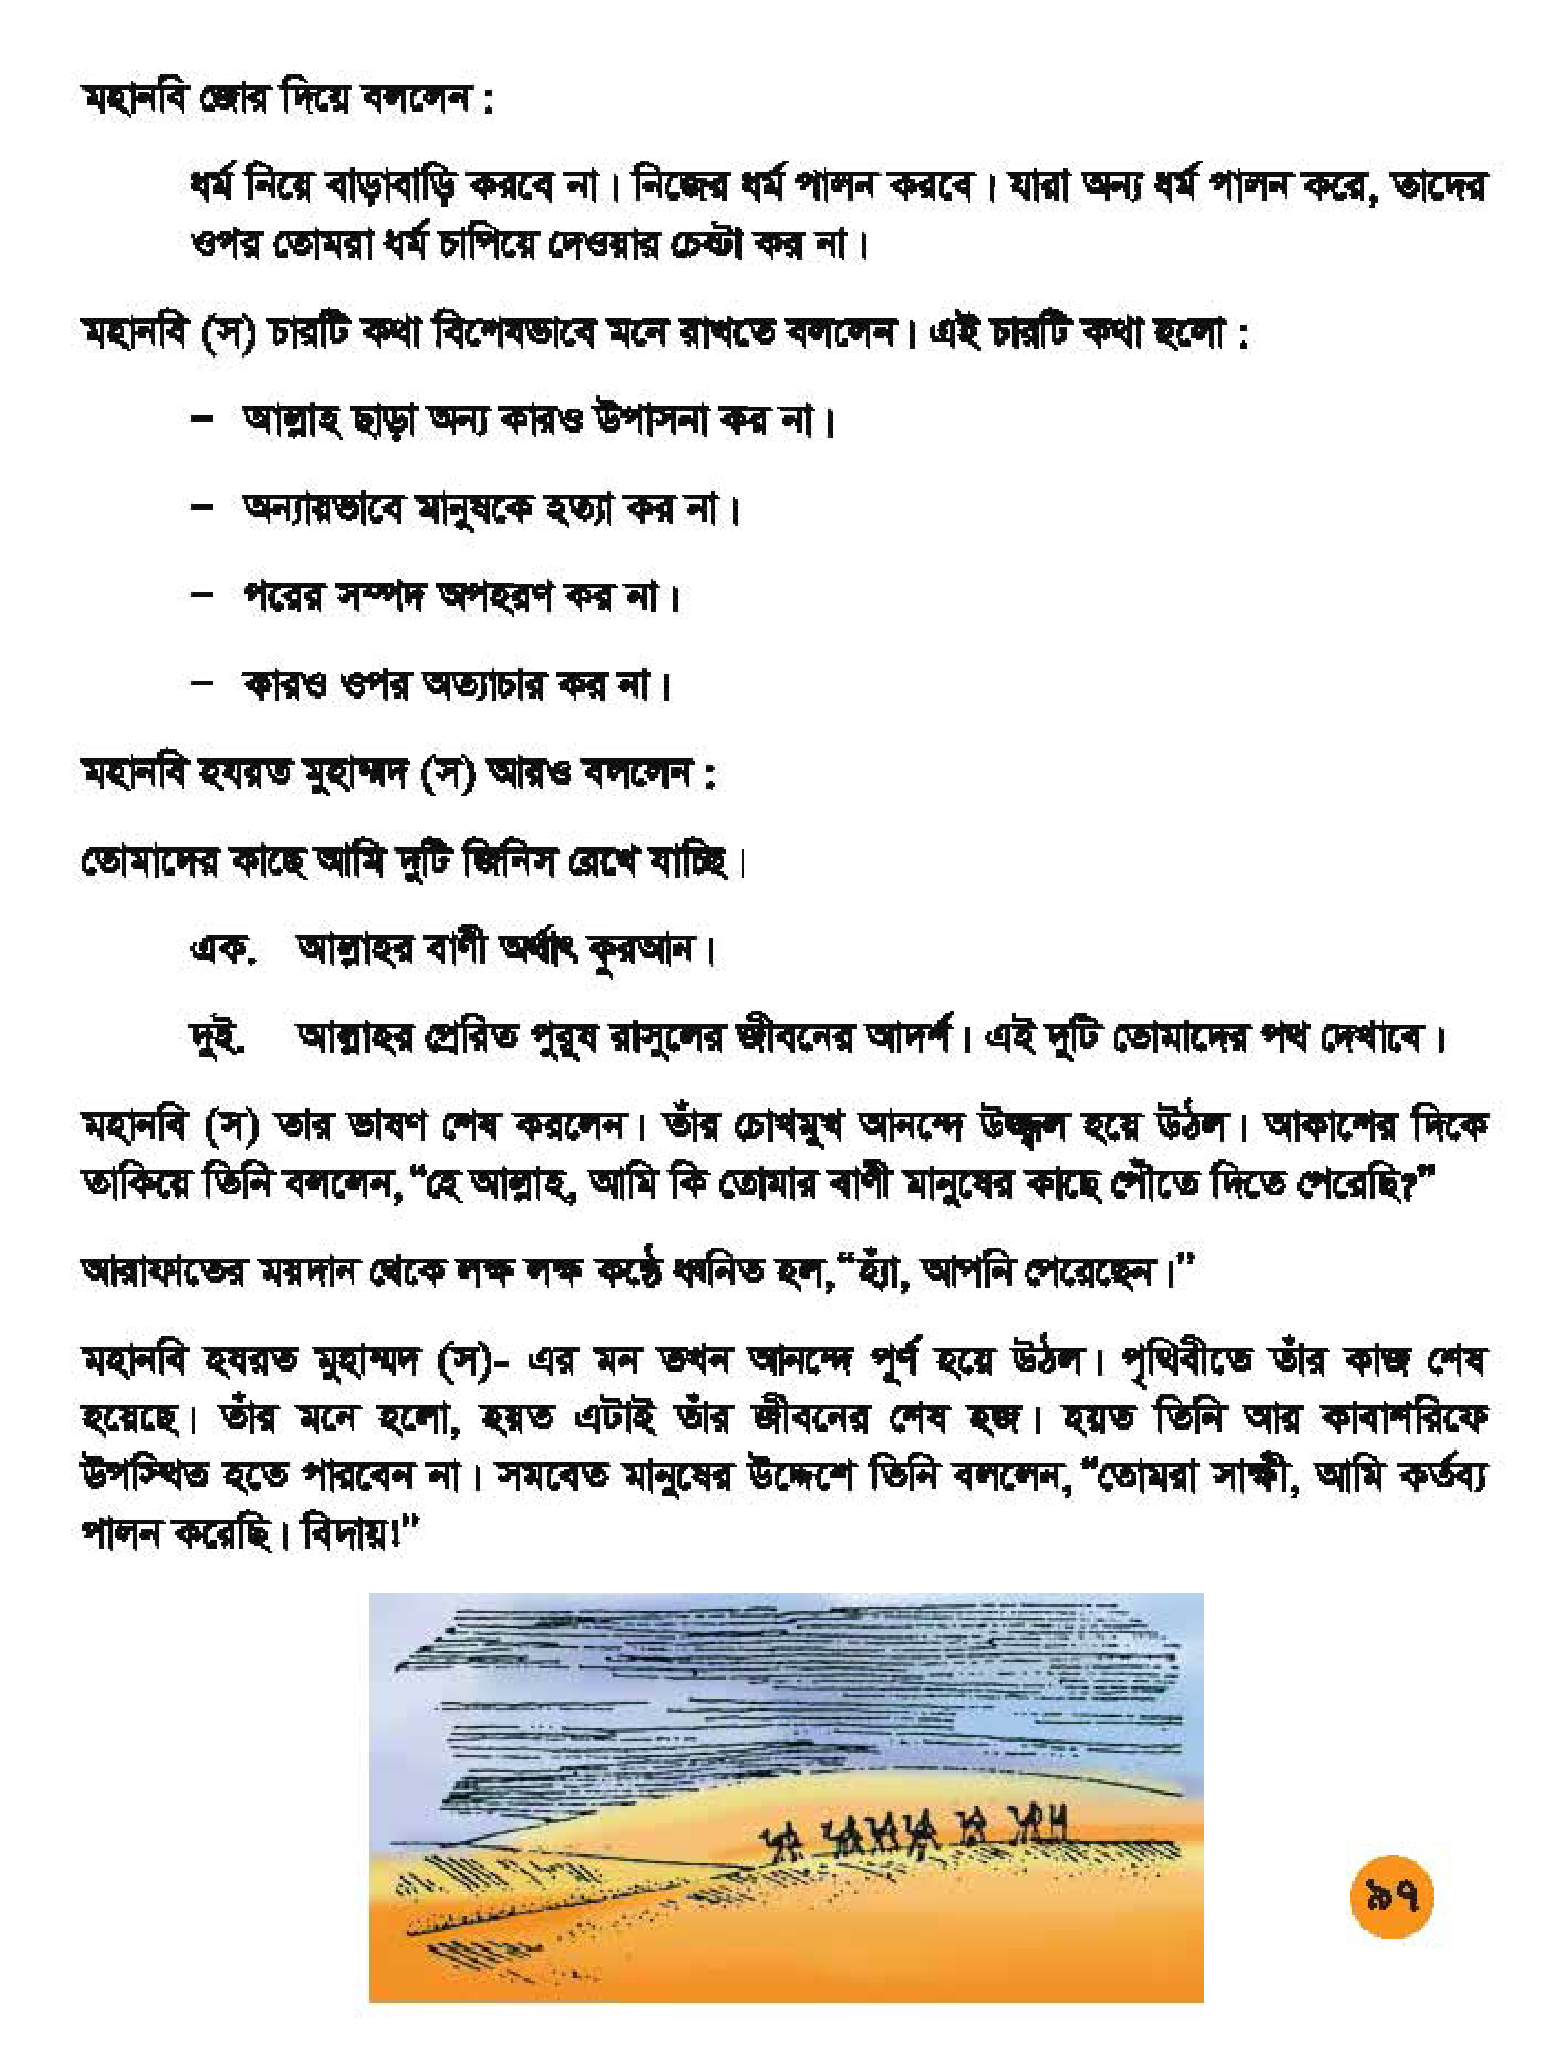 মহানবি জোর দিয়ে বললেন :
ধর্ম নিয়ে বাড়াবাড়ি করবে না। নিজের ধর্ম পালন করবে। যারা অন্য ধর্ম পালন করে, তাদের
ওপর তোমরা ধর্ম চাপিয়ে দেওয়ার চেষ্টা কর না।
মহানবি (স) চারটি কথা বিশেষভাবে মনে রাখতে বললেন। এই চারটি কথা হলো :
– আল্লাহ ছাড়া অন্য কারও উপাসনা কর না।
– অন্যায়ভাবে মানুষকে হত্যা কর না।
– পরের সম্পদ অপহরণ কর না।
– কারও ওপর অত্যাচার কর না।
মহানবি হযরত মুহাম্মদ (স) আরও বললেন :
তোমাদের কাছে আমি দুটি জিনিস রেখে যাচ্ছি।
এক. আল্লাহর বাণী অর্থাৎ কুরআন।
দুই. আল্লাহর প্রেরিত পুরুষ রাসুলের জীবনের আদর্শ। এই দুটি তোমাদের পথ দেখাবে।
মহানবি (স) তার ভাষণ শেষ করলেন। তাঁর চোখমুখ আনন্দে উজ্জ্বল হয়ে উঠল। আকাশের দিকে
তাকিয়ে তিনি বললেন, “হে আল্লাহ, আমি কি তোমার বাণী মানুষের কাছে পৌঁতে দিতে পেরেছি?”
আরাফাতের ময়দান থেকে লক্ষ লক্ষ কণ্ঠে ধ্বনিত হল, “হ্যাঁ, আপনি পেরেছেন।”
মহানবি হযরত মুহাম্মদ (স)- এর মন তখন আনন্দে পূর্ণ হয়ে উঠল। পৃথিবীতে তাঁর কাজ শেষ
হয়েছে। তাঁর মনে হলো, হয়ত এটাই তাঁর জীবনের শেষ হজ। হয়ত তিনি আর কাবাশরিফে
উপস্থিত হতে পারবেন না। সমবেত মানুষের উদ্দেশে তিনি বললেন, “তোমরা সাক্ষী, আমি কর্তব্য
পালন করেছি। বিদায়!”
৯৭